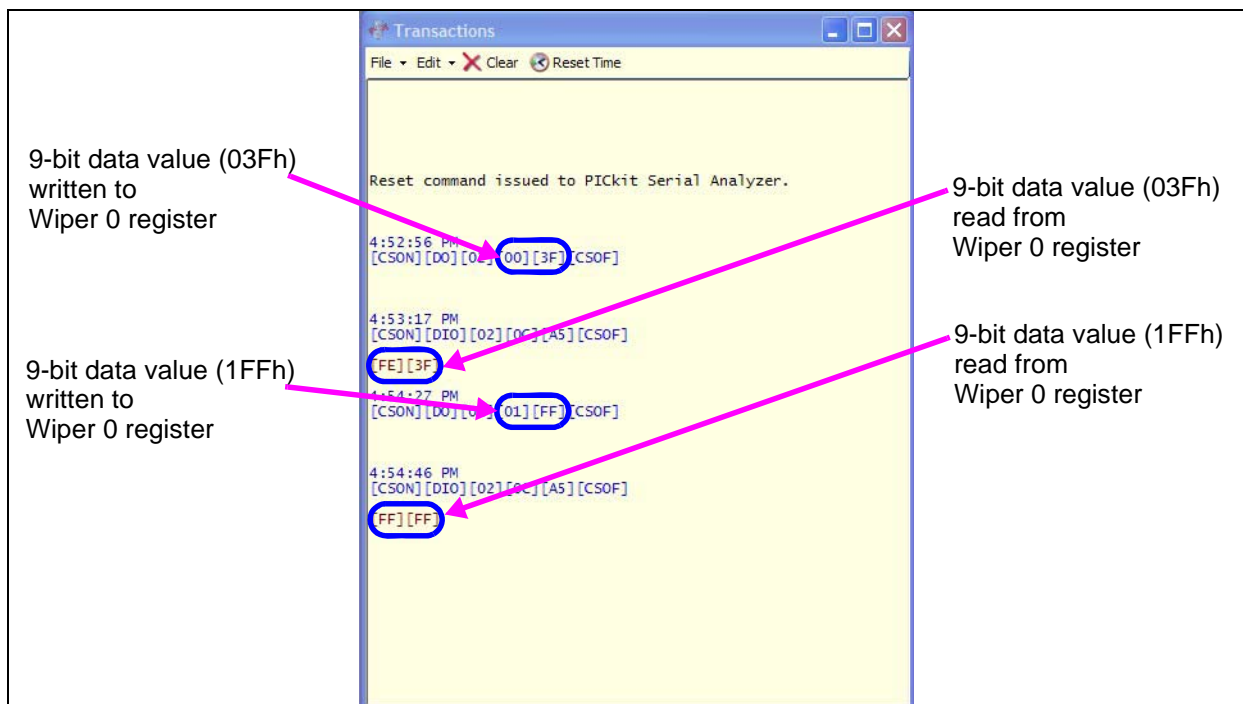 Transactions
File Edit Clear Reset Time
9-bit data value (03Fh)
written to
Wiper 0 register
Reset command issued to PICkit Serial Analyzer.
9-bit data value (03Fh)
read from
Wiper 0 register
4:52:56 PM
[CSON][DO][02][00][3F][CSOF]
4:53:17 PM
[CSON][DIO][02][0C][A5][CSOF]
[FE][3F]
9-bit data value (1FFh)
written to
Wiper 0 register
9-bit data value (1FFh)
read from
Wiper 0 register
4:54:27 PM
[CSON][DO] [01][FF][CSOF]
4:54:46 PM
[CSON][DIO][02][0C][A5][CSOF]
[FF][FF]